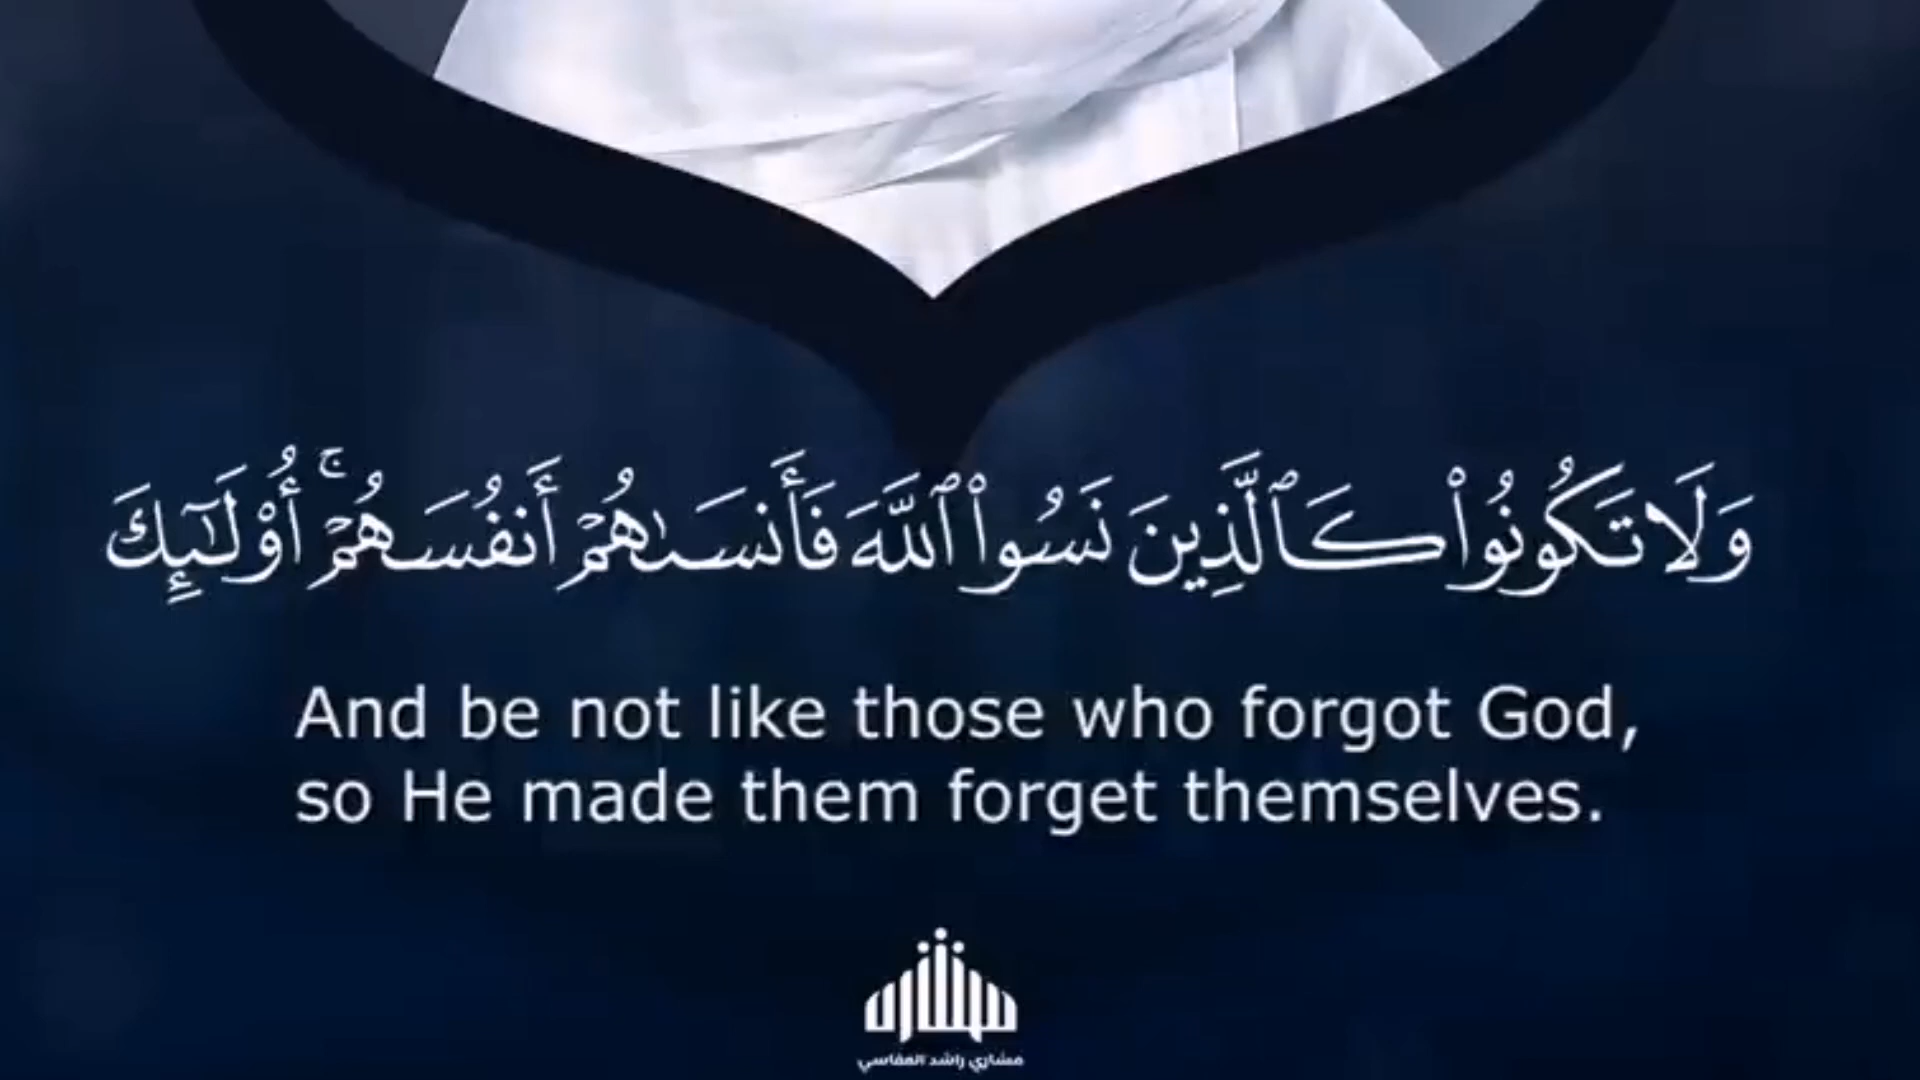 وَلَا تَكُونُوا۟ كَٱلَّذِينَ نَسُوا۟ ٱللَّهَ فَأَنسَىٰهُمْ أَنفُسَهُمْ ۚ أُو۟لَـٰٓئِكَ
And be not like those who forgot God,
so He made them forget themselves.
مشاري راشد العفاسي